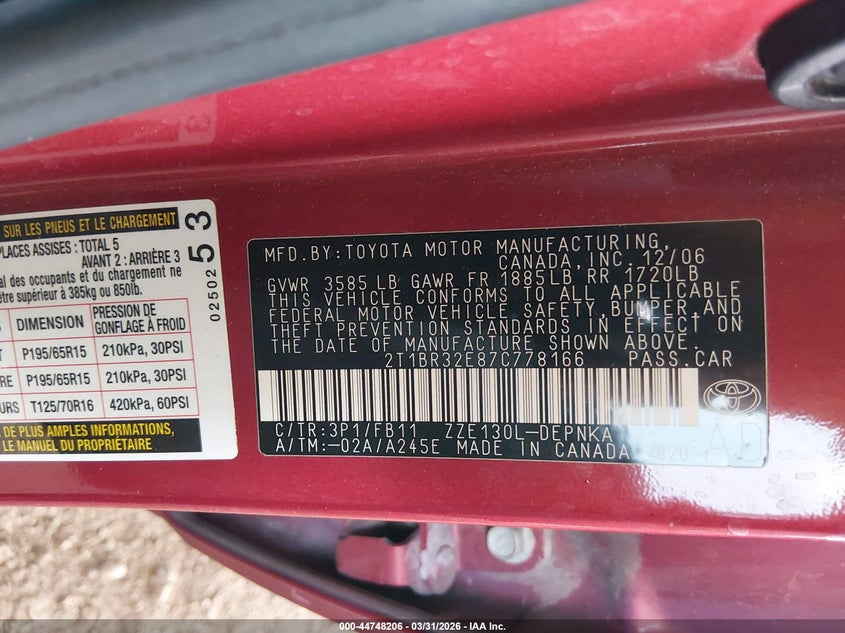 SUR LES PNEUS ET LE CHARGEMENT
PLACES ASSISES : TOTAL 5
AVANT 2 : ARRIÈRE 3
al des occupants et du chargement ne
être supérieur à 385kg ou 850lb.
DIMENSION
PRESSION DE GONFLAGE À FROID
P195/65R15 210kPa, 30PSI
P195/65R15 210kPa, 30PSI
T125/70R16 420kPa, 60PSI
DE PLUS AMPLES INFORMATIONS,
LE MANUEL DU PROPRIÉTAIRE
02502 53
MFD.BY:TOYOTA MOTOR MANUFACTURING,
CANADA,INC.12/06
GVWR 3585 LB GAWR FR 1885LB,RR 1720LB
THIS VEHICLE CONFORMS TO ALL APPLICABLE
FEDERAL MOTOR VEHICLE SAFETY,BUMPER,AND
THEFT PREVENTION STANDARDS IN EFFECT ON
THE DATE OF MANUFACTURE SHOWN ABOVE.
2T1BR32E87C778166 PASS.CAR
C/TR:3P1/FB11 ZZE130L-DEPNKA
A/TM:-02A/A245E MADE IN CANADA
820
AD
000-44748206 - 03/31/2026 - IAA Inc.